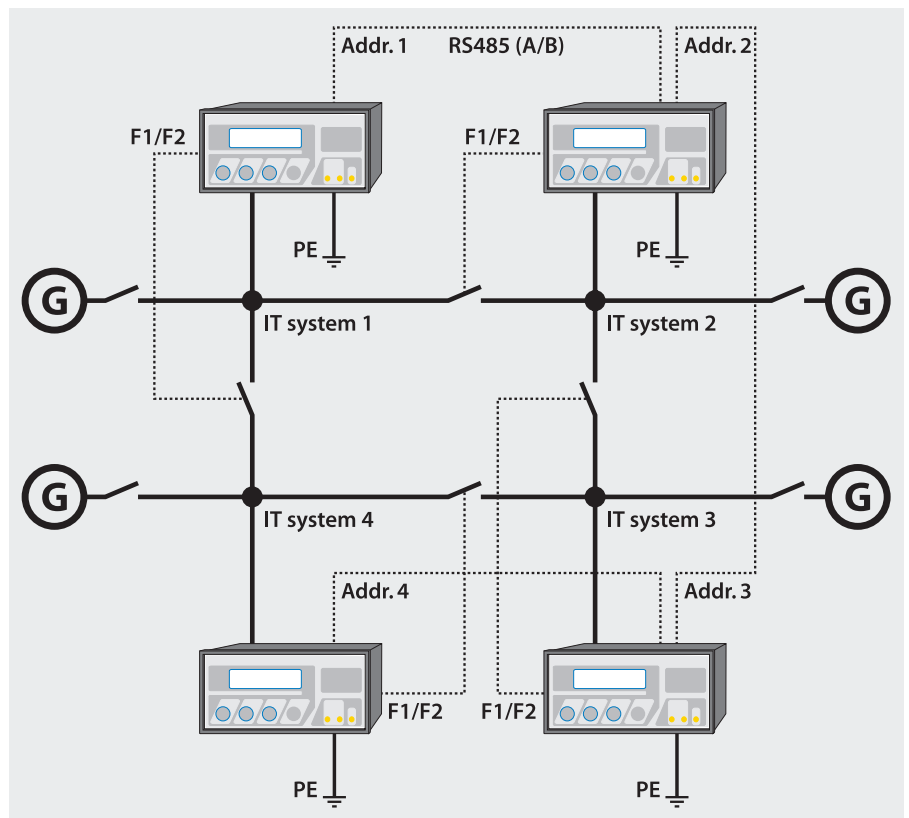 Addr. 1 RS485 (A/B) Addr. 2
F1/F2 F1/F2
PE PE
G G
IT system 1 IT system 2
G G
IT system 4 IT system 3
Addr. 4 Addr. 3
F1/F2 F1/F2
PE PE